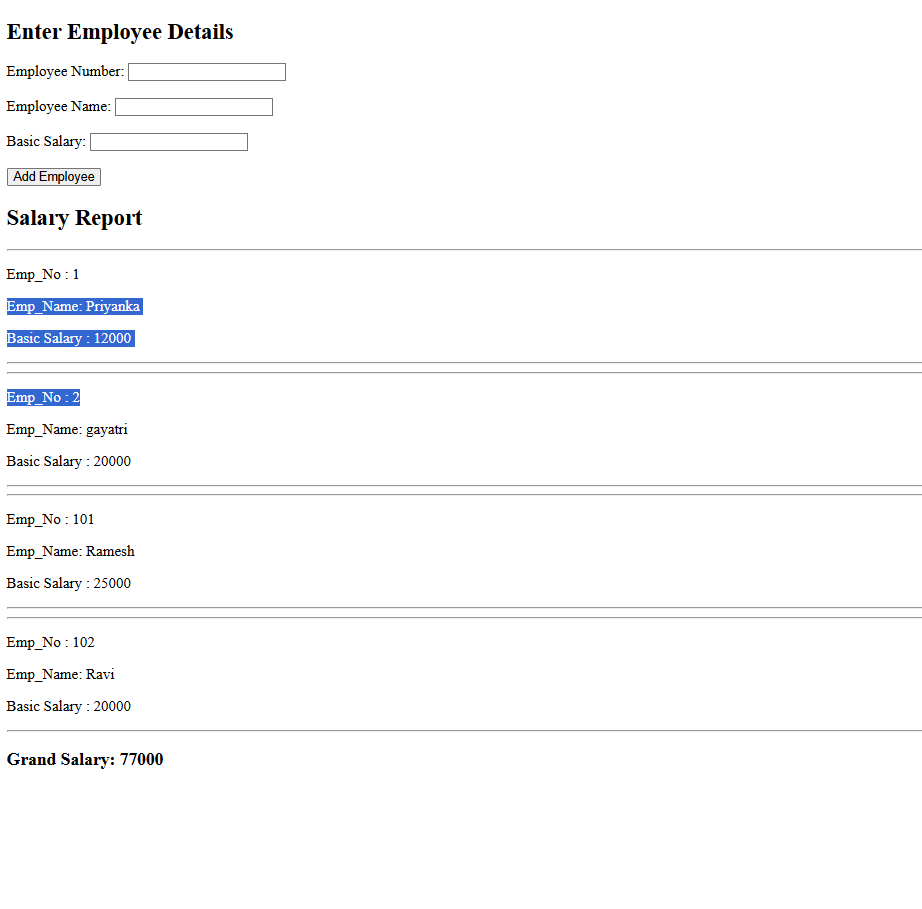 Enter Employee Details
Employee Number:
Employee Name:
Basic Salary:
Add Employee
Salary Report
Emp_No : 1
Emp_Name: Priyanka
Basic Salary : 12000
Emp_No : 2
Emp_Name: gayatri
Basic Salary : 20000
Emp_No : 101
Emp_Name: Ramesh
Basic Salary : 25000
Emp_No : 102
Emp_Name: Ravi
Basic Salary : 20000
Grand Salary: 77000